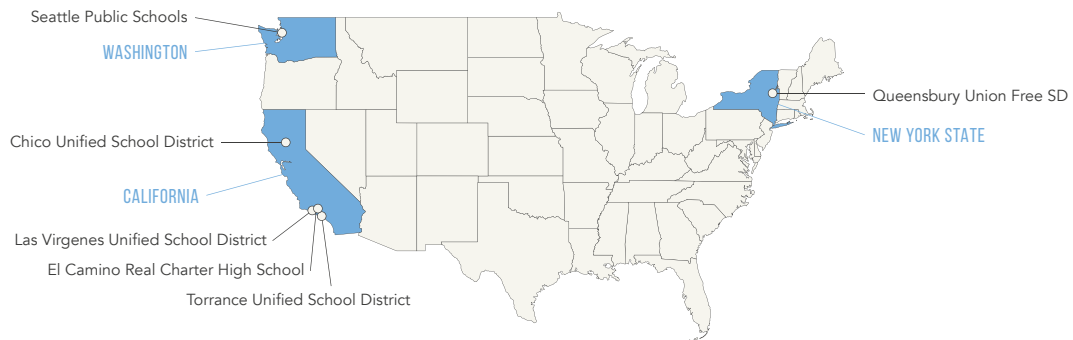 Seattle Public Schools
WASHINGTON
Queensbury Union Free SD
NEW YORK STATE
Chico Unified School District
CALIFORNIA
Las Virgenes Unified School District
El Camino Real Charter High School
Torrance Unified School District